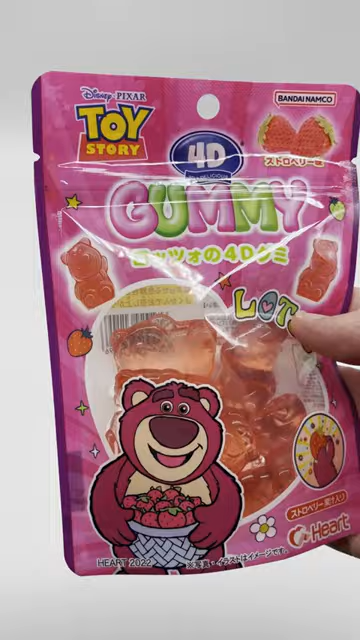 Disney PIXAR
TOY
STORY
BANDAI NAMCO
4D
ストロベリー味
GUMMY
ロッツォの4Dグミ
LOT
ストロベリー果汁入り
Heart
HEART 2022
※写真・イラストはイメージです。